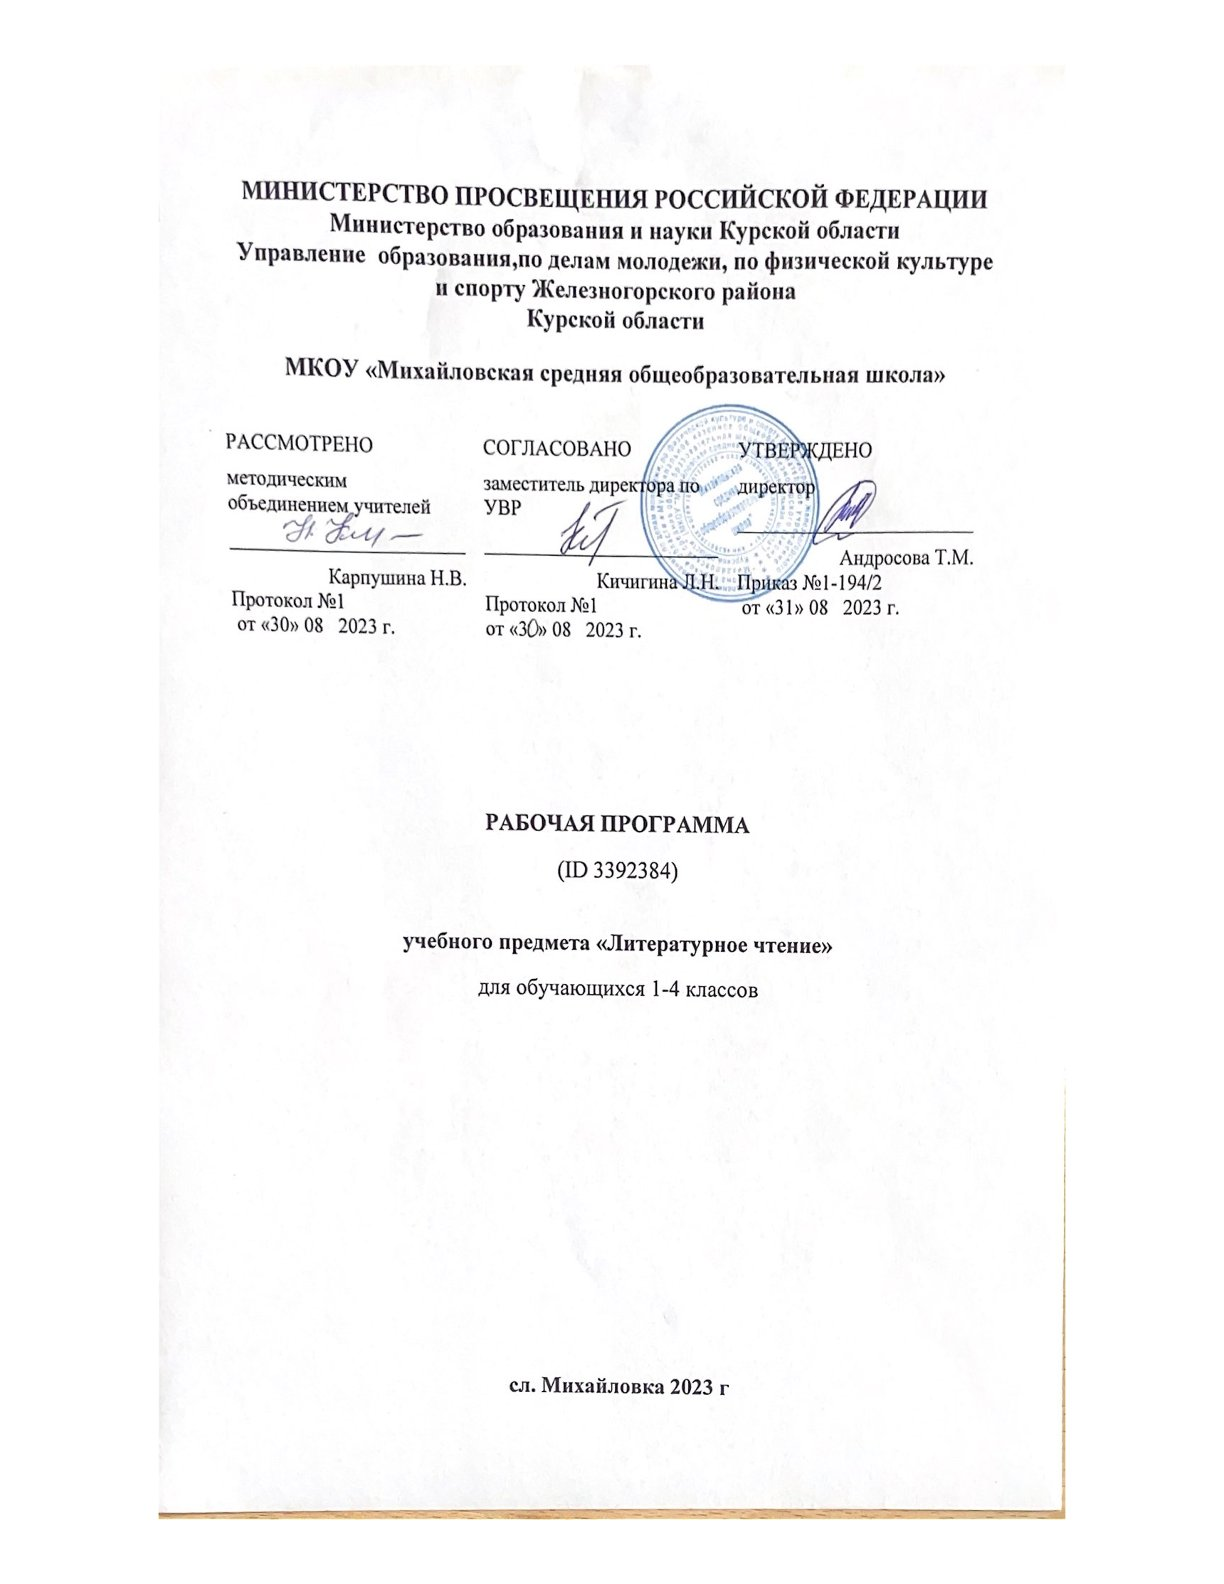 МИНИСТЕРСТВО ПРОСВЕЩЕНИЯ РОССИЙСКОЙ ФЕДЕРАЦИИ
Министерство образования и науки Курской области
Управление образования,по делам молодежи, по физической культуре
и спорту Железногорского района
Курской области
МКОУ «Михайловская средняя общеобразовательная школа»
РАССМОТРЕНО
методическим
объединением учителей
Карпушина Н.В.
Протокол №1
от «30» 08 2023 г.
СОГЛАСОВАНО
заместитель директора по
УВР
Кичигина Л.Н.
Протокол №1
от «30» 08 2023 г.
УТВЕРЖДЕНО
директор
Андросова Т.М.
Приказ №1-194/2
от «31» 08 2023 г.
Михайловская
средняя
общеобразовательная
школа
РАБОЧАЯ ПРОГРАММА
(ID 3392384)
учебного предмета «Литературное чтение»
для обучающихся 1-4 классов
сл. Михайловка 2023 г